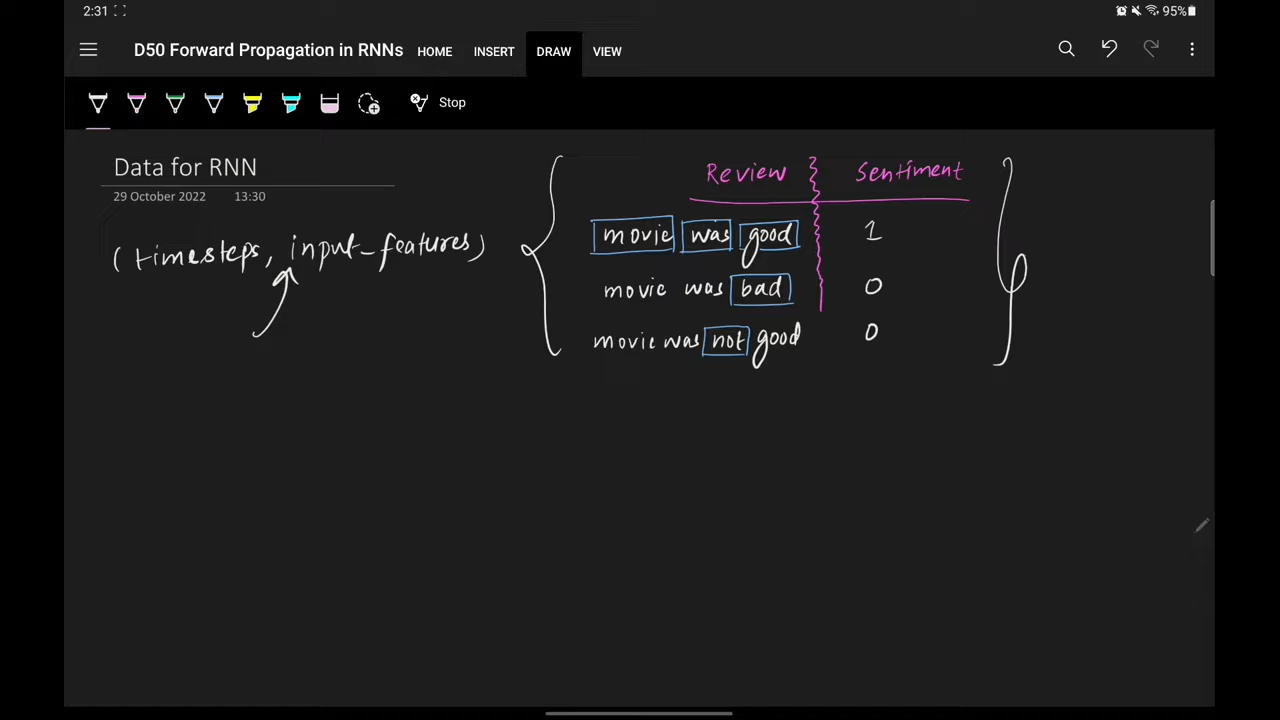 2:31 95%
D50 Forward Propagation in RNNs HOME INSERT DRAW VIEW
Stop
Data for RNN
29 October 2022 13:30
(timesteps, input_features)
Review Sentiment
movie was good 1
movie was bad 0
movie was not good 0